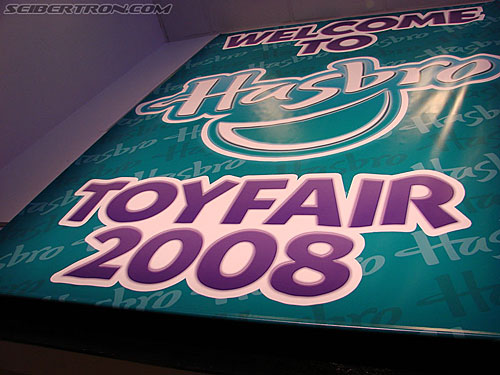 SEIBERTRON.COM
WELCOME
TO
Hasbro
TOYFAIR
2008